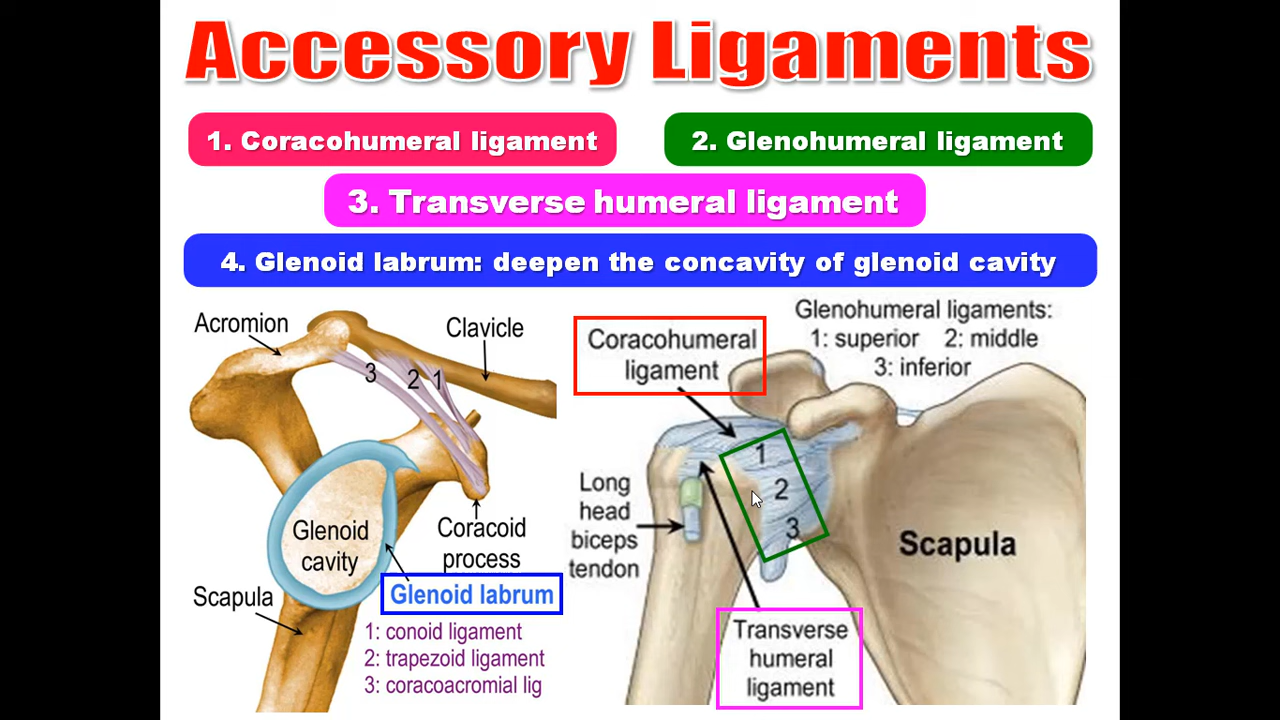 Accessory Ligaments
1. Coracohumeral ligament
2. Glenohumeral ligament
3. Transverse humeral ligament
4. Glenoid labrum: deepen the concavity of glenoid cavity
Acromion
Clavicle
3
2
1
Glenoid
cavity
Coracoid
process
Scapula
Glenoid labrum
1: conoid ligament
2: trapezoid ligament
3: coracoacromial lig
Coracohumeral
ligament
Glenohumeral ligaments:
1: superior 2: middle
3: inferior
1
2
3
Long
head
biceps
tendon
Scapula
Transverse
humeral
ligament